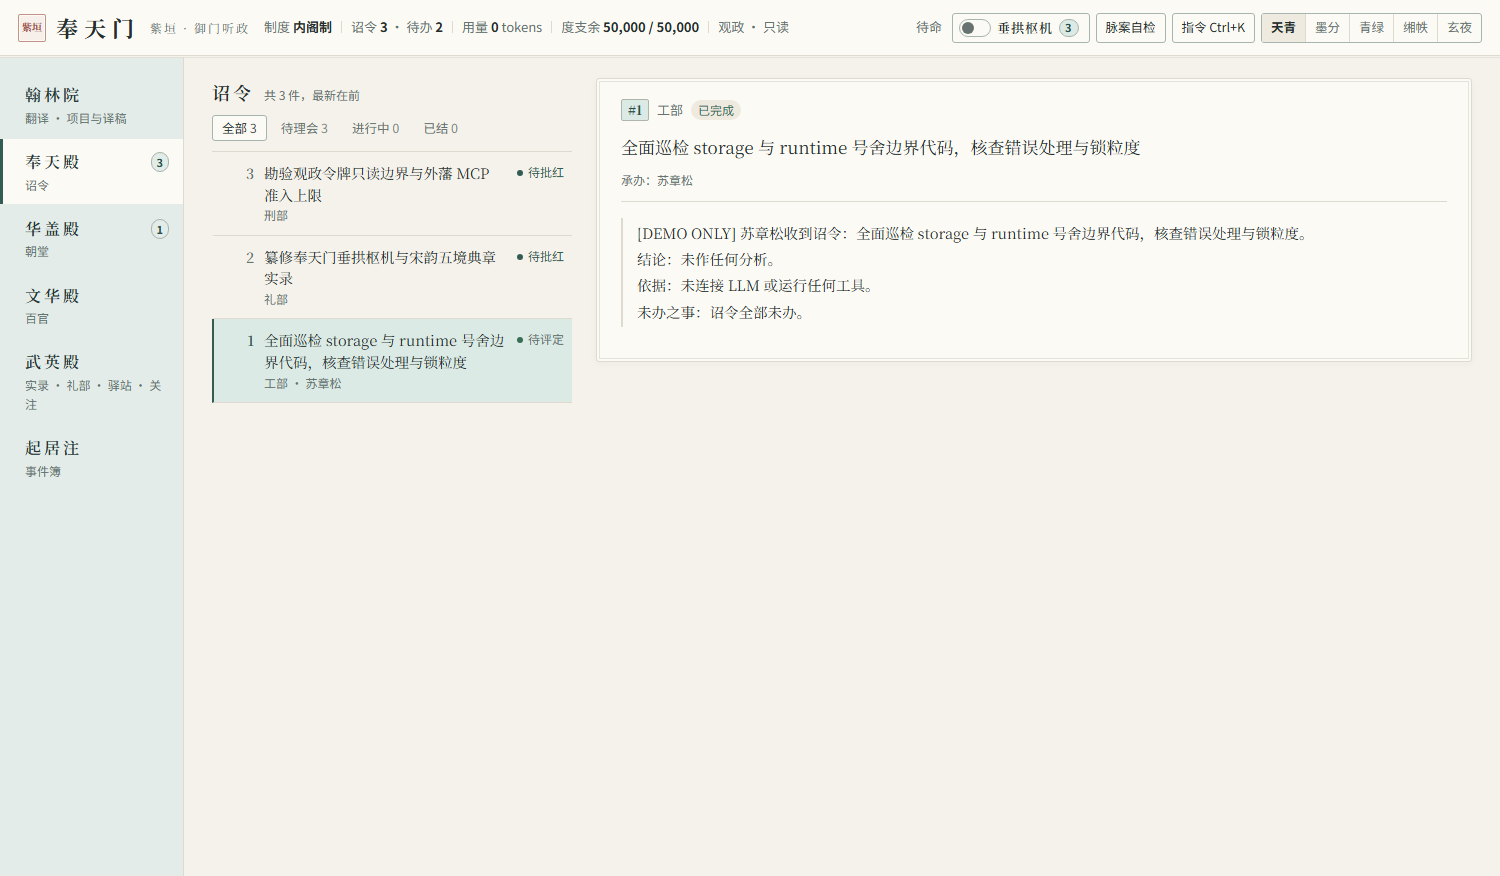 紫垣 奉天门 紫垣 · 御门听政 制度 内阁制 诏令 3 · 待办 2 用量 0 tokens 度支余 50,000 / 50,000 观政 · 只读 待命 垂拱枢机 3 脉案自检 指令 Ctrl+K 天青 墨分 青绿 缃帙 玄夜
翰林院
翻译 · 项目与译稿
奉天殿 3
诏令
华盖殿 1
朝堂
文华殿
百官
武英殿
实录 · 礼部 · 驿站 · 关
注
起居注
事件簿
诏令 共 3 件，最新在前
全部 3 待理会 3 进行中 0 已结 0
3 勘验观政令牌只读边界与外藩 MCP 待批红
准入上限
刑部
2 纂修奉天门垂拱枢机与宋韵五境典章 待批红
实录
礼部
1 全面巡检 storage 与 runtime 号舍边 待评定
界代码，核查错误处理与锁粒度
工部 · 苏章松
#1 工部 已完成
全面巡检 storage 与 runtime 号舍边界代码，核查错误处理与锁粒度
承办：苏章松
[DEMO ONLY] 苏章松收到诏令：全面巡检 storage 与 runtime 号舍边界代码，核查错误处理与锁粒度。
结论：未作任何分析。
依据：未连接 LLM 或运行任何工具。
未办之事：诏令全部未办。